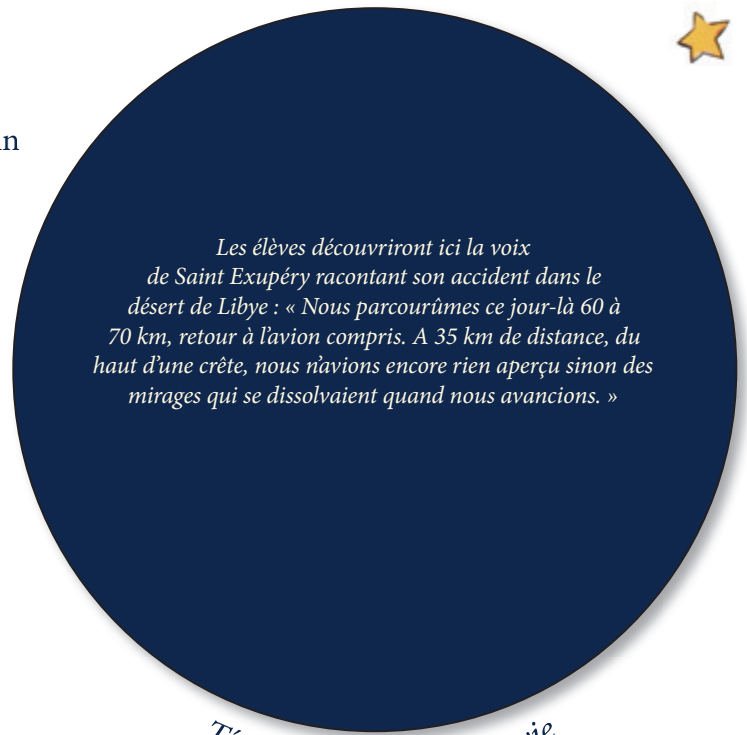 Les élèves découvriront ici la voix
de Saint Exupéry racontant son accident dans le
désert de Libye : « Nous parcourûmes ce jour-là 60 à
70 km, retour à l’avion compris. A 35 km de distance, du
haut d’une crête, nous n’avions encore rien aperçu sinon des
mirages qui se dissolvaient quand nous avancions. »